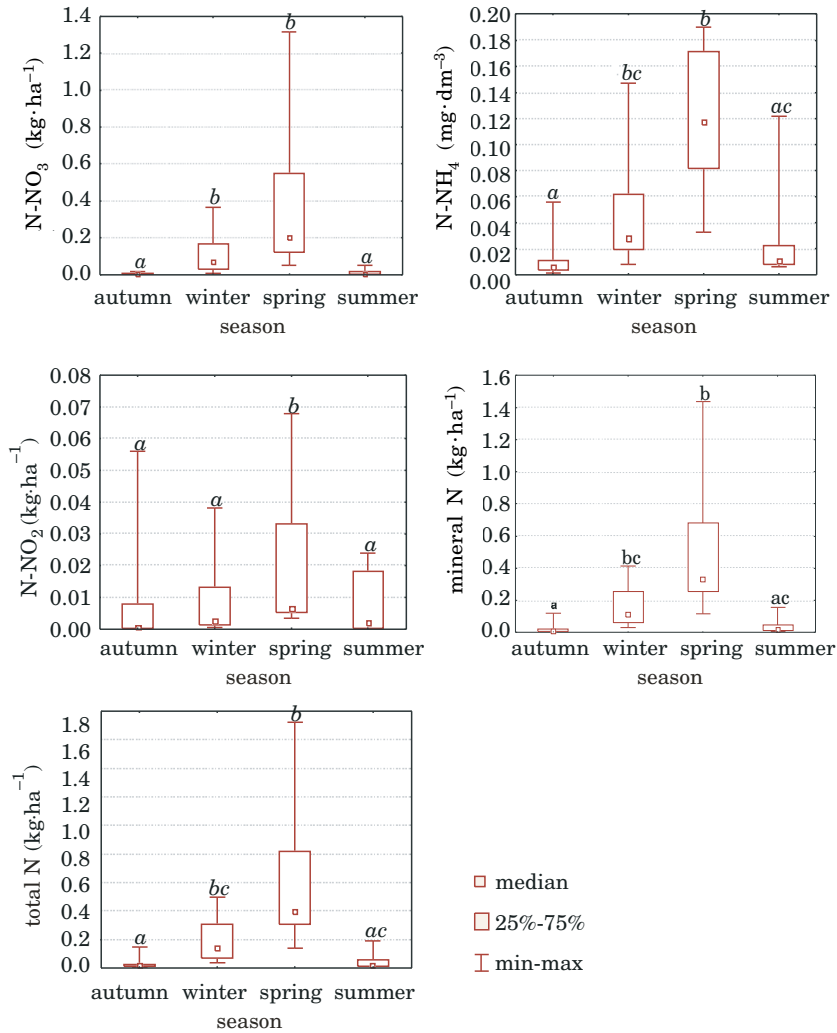 N-NO3 (kg·ha–1)
1.4
1.2
1.0
0.8
0.6
0.4
0.2
0.0
a
b
b
a
autumn winter spring summer
season
N-NH4 (mg·dm–3)
0.20
0.18
0.16
0.14
0.12
0.10
0.08
0.06
0.04
0.02
0.00
a
bc
b
ac
autumn winter spring summer
season
N-NO2 (kg·ha–1)
0.08
0.07
0.06
0.05
0.04
0.03
0.02
0.01
0.00
a
a
b
a
autumn winter spring summer
season
mineral N (kg·ha–1)
1.6
1.4
1.2
1.0
0.8
0.6
0.4
0.2
0.0
a
bc
b
ac
autumn winter spring summer
season
total N (kg·ha–1)
1.8
1.6
1.4
1.2
1.0
0.8
0.6
0.4
0.2
0.0
a
bc
b
ac
autumn winter spring summer
season
median
25%-75%
min-max